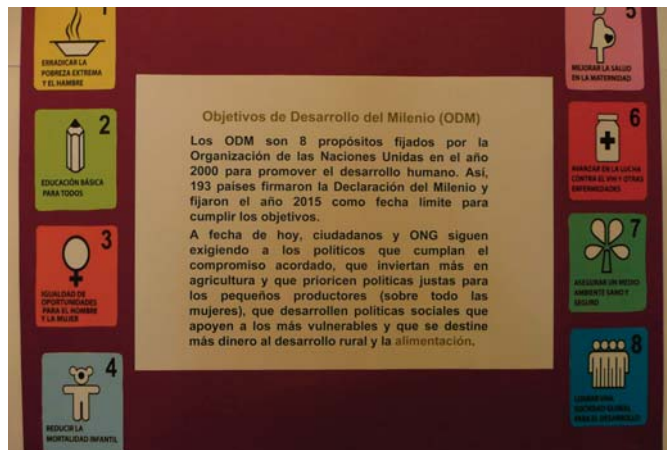 1
ERRADICAR LA
POBREZA EXTREMA
Y EL HAMBRE
2
EDUCACIÓN BÁSICA
PARA TODOS
3
IGUALDAD DE
OPORTUNIDADES
PARA EL HOMBRE
Y LA MUJER
4
REDUCIR LA
MORTALIDAD INFANTIL
Objetivos de Desarrollo del Milenio (ODM)
Los ODM son 8 propósitos fijados por la
Organización de las Naciones Unidas en el año
2000 para promover el desarrollo humano. Así,
193 países firmaron la Declaración del Milenio y
fijaron el año 2015 como fecha límite para
cumplir los objetivos.
A fecha de hoy, ciudadanos y ONG siguen
exigiendo a los políticos que cumplan el
compromiso acordado, que inviertan más en
agricultura y que prioricen políticas justas para
los pequeños productores (sobre todo las
mujeres), que desarrollen políticas sociales que
apoyen a los más vulnerables y que se destine
más dinero al desarrollo rural y la alimentación.
5
MEJORAR LA SALUD
EN LA MATERNIDAD
6
AVANZAR EN LA LUCHA
CONTRA EL VIH Y OTRAS
ENFERMEDADES
7
ASEGURAR UN MEDIO
AMBIENTE SANO Y
SEGURO
8
LOGRAR UNA
SOCIEDAD GLOBAL
PARA EL DESARROLLO